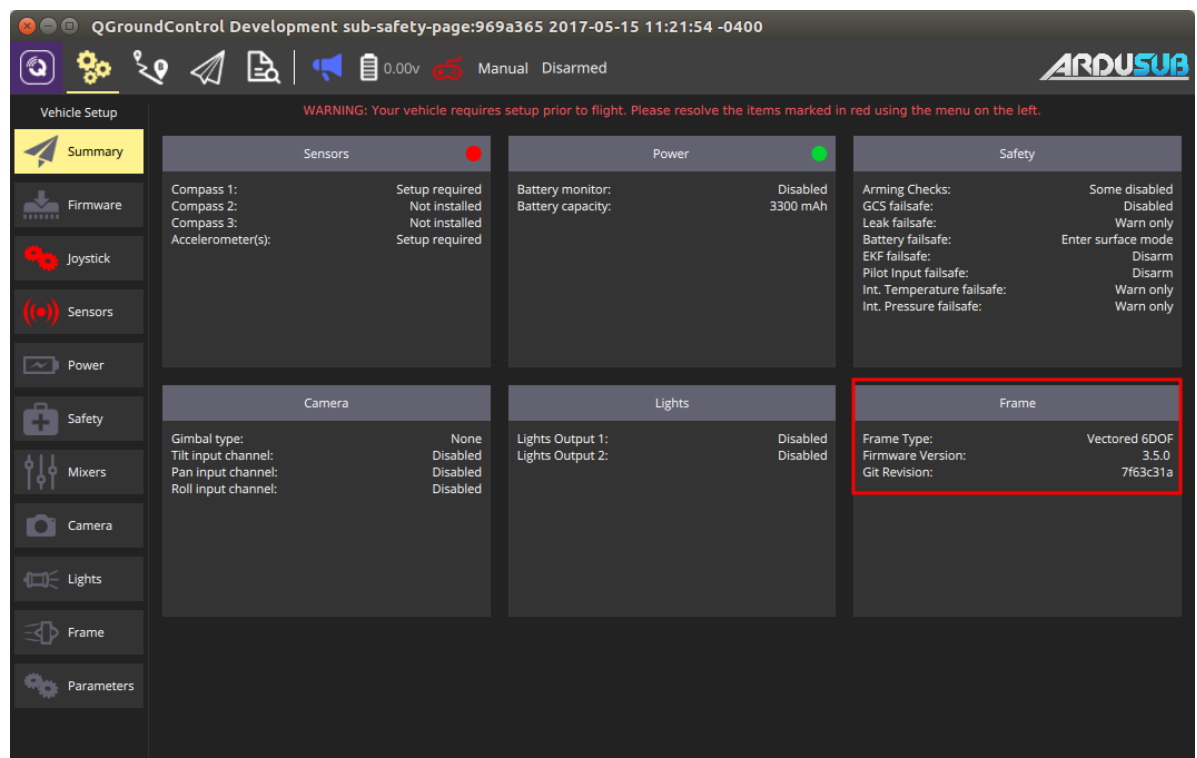 QGroundControl Development sub-safety-page:969a365 2017-05-15 11:21:54 -0400
0.00v Manual Disarmed ARDUSUB
Vehicle Setup
WARNING: Your vehicle requires setup prior to flight. Please resolve the items marked in red using the menu on the left.
Summary
Firmware
Joystick
Sensors
Power
Safety
Mixers
Camera
Lights
Frame
Parameters
Sensors
Compass 1: Setup required
Compass 2: Not installed
Compass 3: Not installed
Accelerometer(s): Setup required
Power
Battery monitor: Disabled
Battery capacity: 3300 mAh
Safety
Arming Checks: Some disabled
GCS failsafe: Disabled
Leak failsafe: Warn only
Battery failsafe: Enter surface mode
EKF failsafe: Disarm
Pilot Input failsafe: Disarm
Int. Temperature failsafe: Warn only
Int. Pressure failsafe: Warn only
Camera
Gimbal type: None
Tilt input channel: Disabled
Pan input channel: Disabled
Roll input channel: Disabled
Lights
Lights Output 1: Disabled
Lights Output 2: Disabled
Frame
Frame Type: Vectored 6DOF
Firmware Version: 3.5.0
Git Revision: 7f63c31a